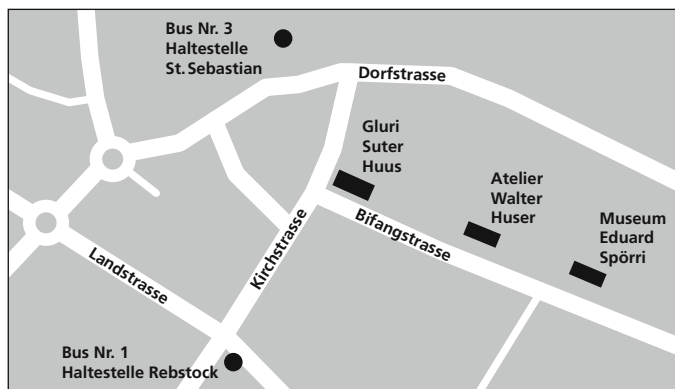 Bus Nr. 3
Haltestelle
St. Sebastian
Dorfstrasse
Gluri
Suter
Huus
Atelier
Walter
Huser
Museum
Eduard
Spörri
Bifangstrasse
Kirchstrasse
Landstrasse
Bus Nr. 1
Haltestelle Rebstock